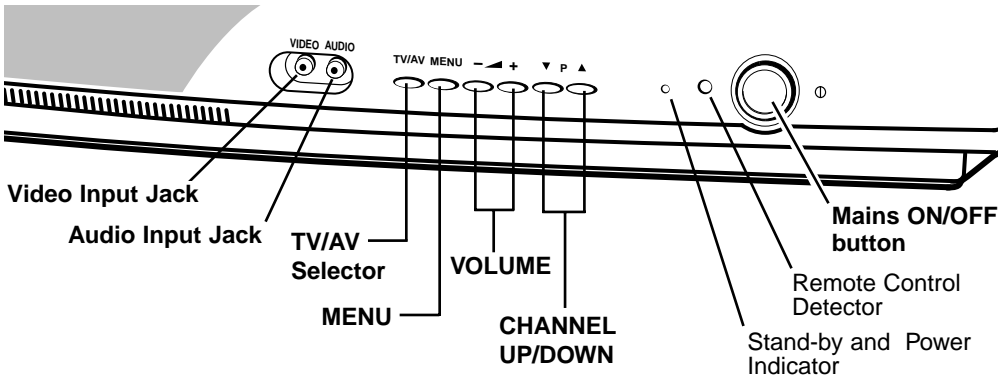 VIDEO AUDIO
TV/AV MENU − + ▼ P ▲
Video Input Jack
Audio Input Jack
TV/AV
Selector
MENU
VOLUME
CHANNEL
UP/DOWN
Mains ON/OFF
button
Remote Control
Detector
Stand-by and Power
Indicator